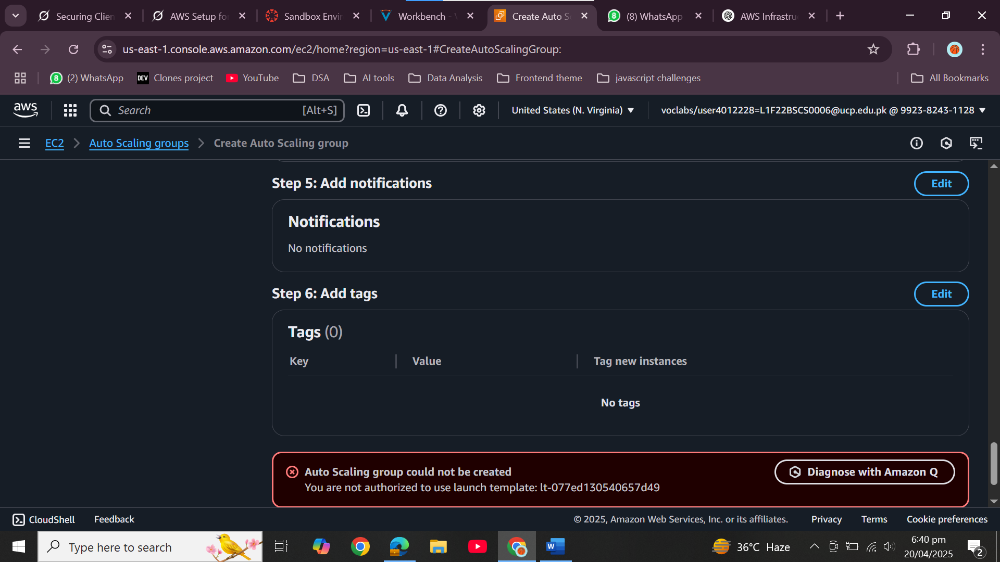 Securing Clien
AWS Setup fo
Sandbox Envir
Workbench - V
Create Auto S
(8) WhatsApp
AWS Infrastru
us-east-1.console.aws.amazon.com/ec2/home?region=us-east-1#CreateAutoScalingGroup:
(2) WhatsApp
DEV Clones project
YouTube
DSA
AI tools
Data Analysis
Frontend theme
javascript challenges
All Bookmarks
aws
Search [Alt+S]
United States (N. Virginia)
voclabs/user4012228=L1F22BSCS0006@ucp.edu.pk @ 9923-8243-1128
EC2
Auto Scaling groups
Create Auto Scaling group
Step 5: Add notifications
Edit
Notifications
No notifications
Step 6: Add tags
Edit
Tags (0)
Key
Value
Tag new instances
No tags
Auto Scaling group could not be created
You are not authorized to use launch template: lt-077ed130540657d49
Diagnose with Amazon Q
CloudShell
Feedback
© 2025, Amazon Web Services, Inc. or its affiliates.
Privacy
Terms
Cookie preferences
Type here to search
36°C Haze
6:40 pm
20/04/2025
2